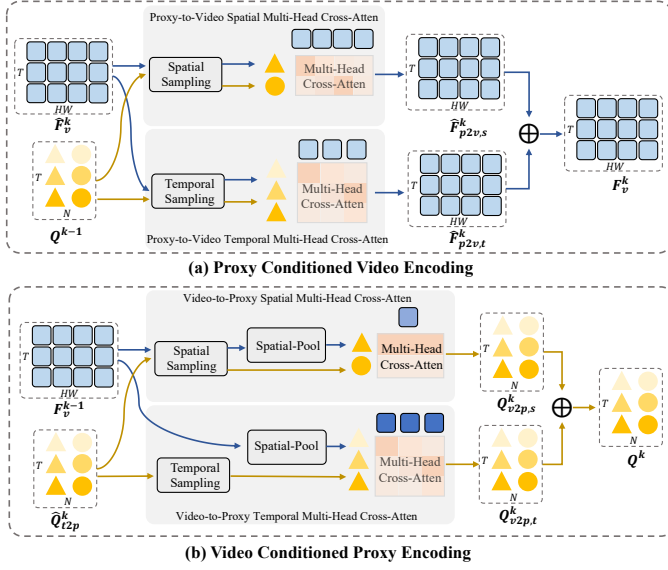 Proxy-to-Video Spatial Multi-Head Cross-Atten
T
HW
F̂_v^k
Spatial
Sampling
Multi-Head
Cross-Atten
T
HW
F̂_{p2v,s}^k
T
N
Q^{k-1}
Temporal
Sampling
Multi-Head
Cross-Atten
T
HW
F̂_{p2v,t}^k
T
HW
F_v^k
Proxy-to-Video Temporal Multi-Head Cross-Atten
(a) Proxy Conditioned Video Encoding
Video-to-Proxy Spatial Multi-Head Cross-Atten
T
HW
F_v^{k-1}
Spatial
Sampling
Spatial-Pool
Multi-Head
Cross-Atten
T
N
Q_{v2p,s}^k
T
N
Q̂_{t2p}^k
Spatial-Pool
Temporal
Sampling
Multi-Head
Cross-Atten
T
N
Q_{v2p,t}^k
T
N
Q^k
Video-to-Proxy Temporal Multi-Head Cross-Atten
(b) Video Conditioned Proxy Encoding